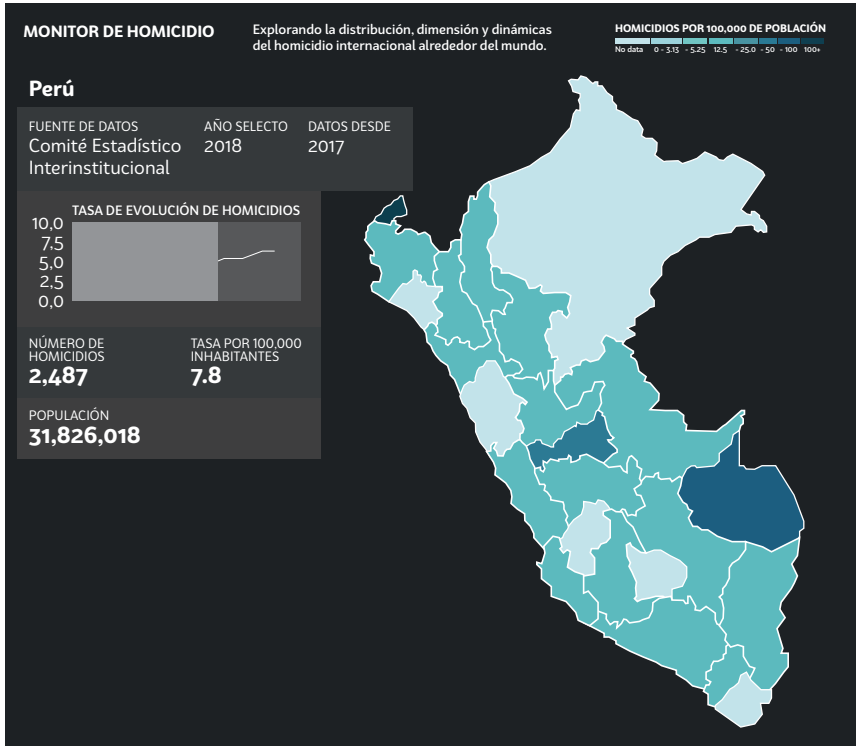 MONITOR DE HOMICIDIO
Explorando la distribución, dimensión y dinámicas
del homicidio internacional alrededor del mundo.
HOMICIDIOS POR 100,000 DE POBLACIÓN
No data 0 - 3.13 - 5.25 12.5 - 25.0 - 50 - 100 100+
Perú
FUENTE DE DATOS AÑO SELECTO DATOS DESDE
Comité Estadístico 2018 2017
Interinstitucional
TASA DE EVOLUCIÓN DE HOMICIDIOS
10,0
7.5
5.0
2,5
0,0
NÚMERO DE TASA POR 100,000
HOMICIDIOS INHABITANTES
2,487 7.8
POPULACIÓN
31,826,018